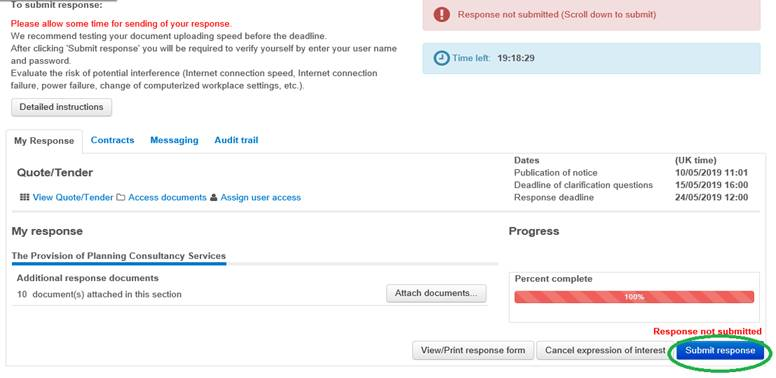 To submit response:
Please allow some time for sending of your response.
We recommend testing your document uploading speed before the deadline.
After clicking 'Submit response' you will be required to verify yourself by enter your user name
and password.
Evaluate the risk of potential interference (Internet connection speed, Internet connection
failure, power failure, change of computerized workplace settings, etc.).
Detailed instructions
Response not submitted (Scroll down to submit)
Time left: 19:18:29
My Response Contracts Messaging Audit trail
Quote/Tender
View Quote/Tender Access documents Assign user access
Dates (UK time)
Publication of notice 10/05/2019 11:01
Deadline of clarification questions 15/05/2019 16:00
Response deadline 24/05/2019 12:00
My response
The Provision of Planning Consultancy Services
Additional response documents
10 document(s) attached in this section
Attach documents...
Progress
Percent complete
100%
Response not submitted
View/Print response form Cancel expression of interest Submit response